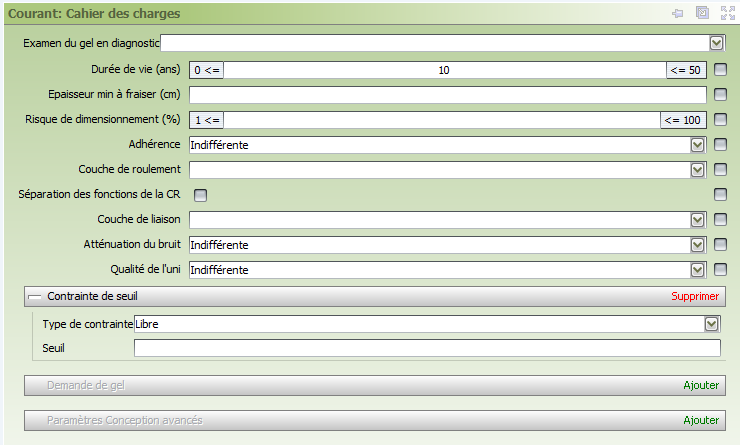 Courant: Cahier des charges
Examen du gel en diagnostic
Durée de vie (ans) 0 <= 10 <= 50
Epaisseur min à fraiser (cm)
Risque de dimensionnement (%) 1 <= <= 100
Adhérence Indifférente
Couche de roulement
Séparation des fonctions de la CR
Couche de liaison
Atténuation du bruit Indifférente
Qualité de l'uni Indifférente
Contrainte de seuil Supprimer
Type de contrainte Libre
Seuil
Demande de gel Ajouter
Paramètres Conception avancés Ajouter